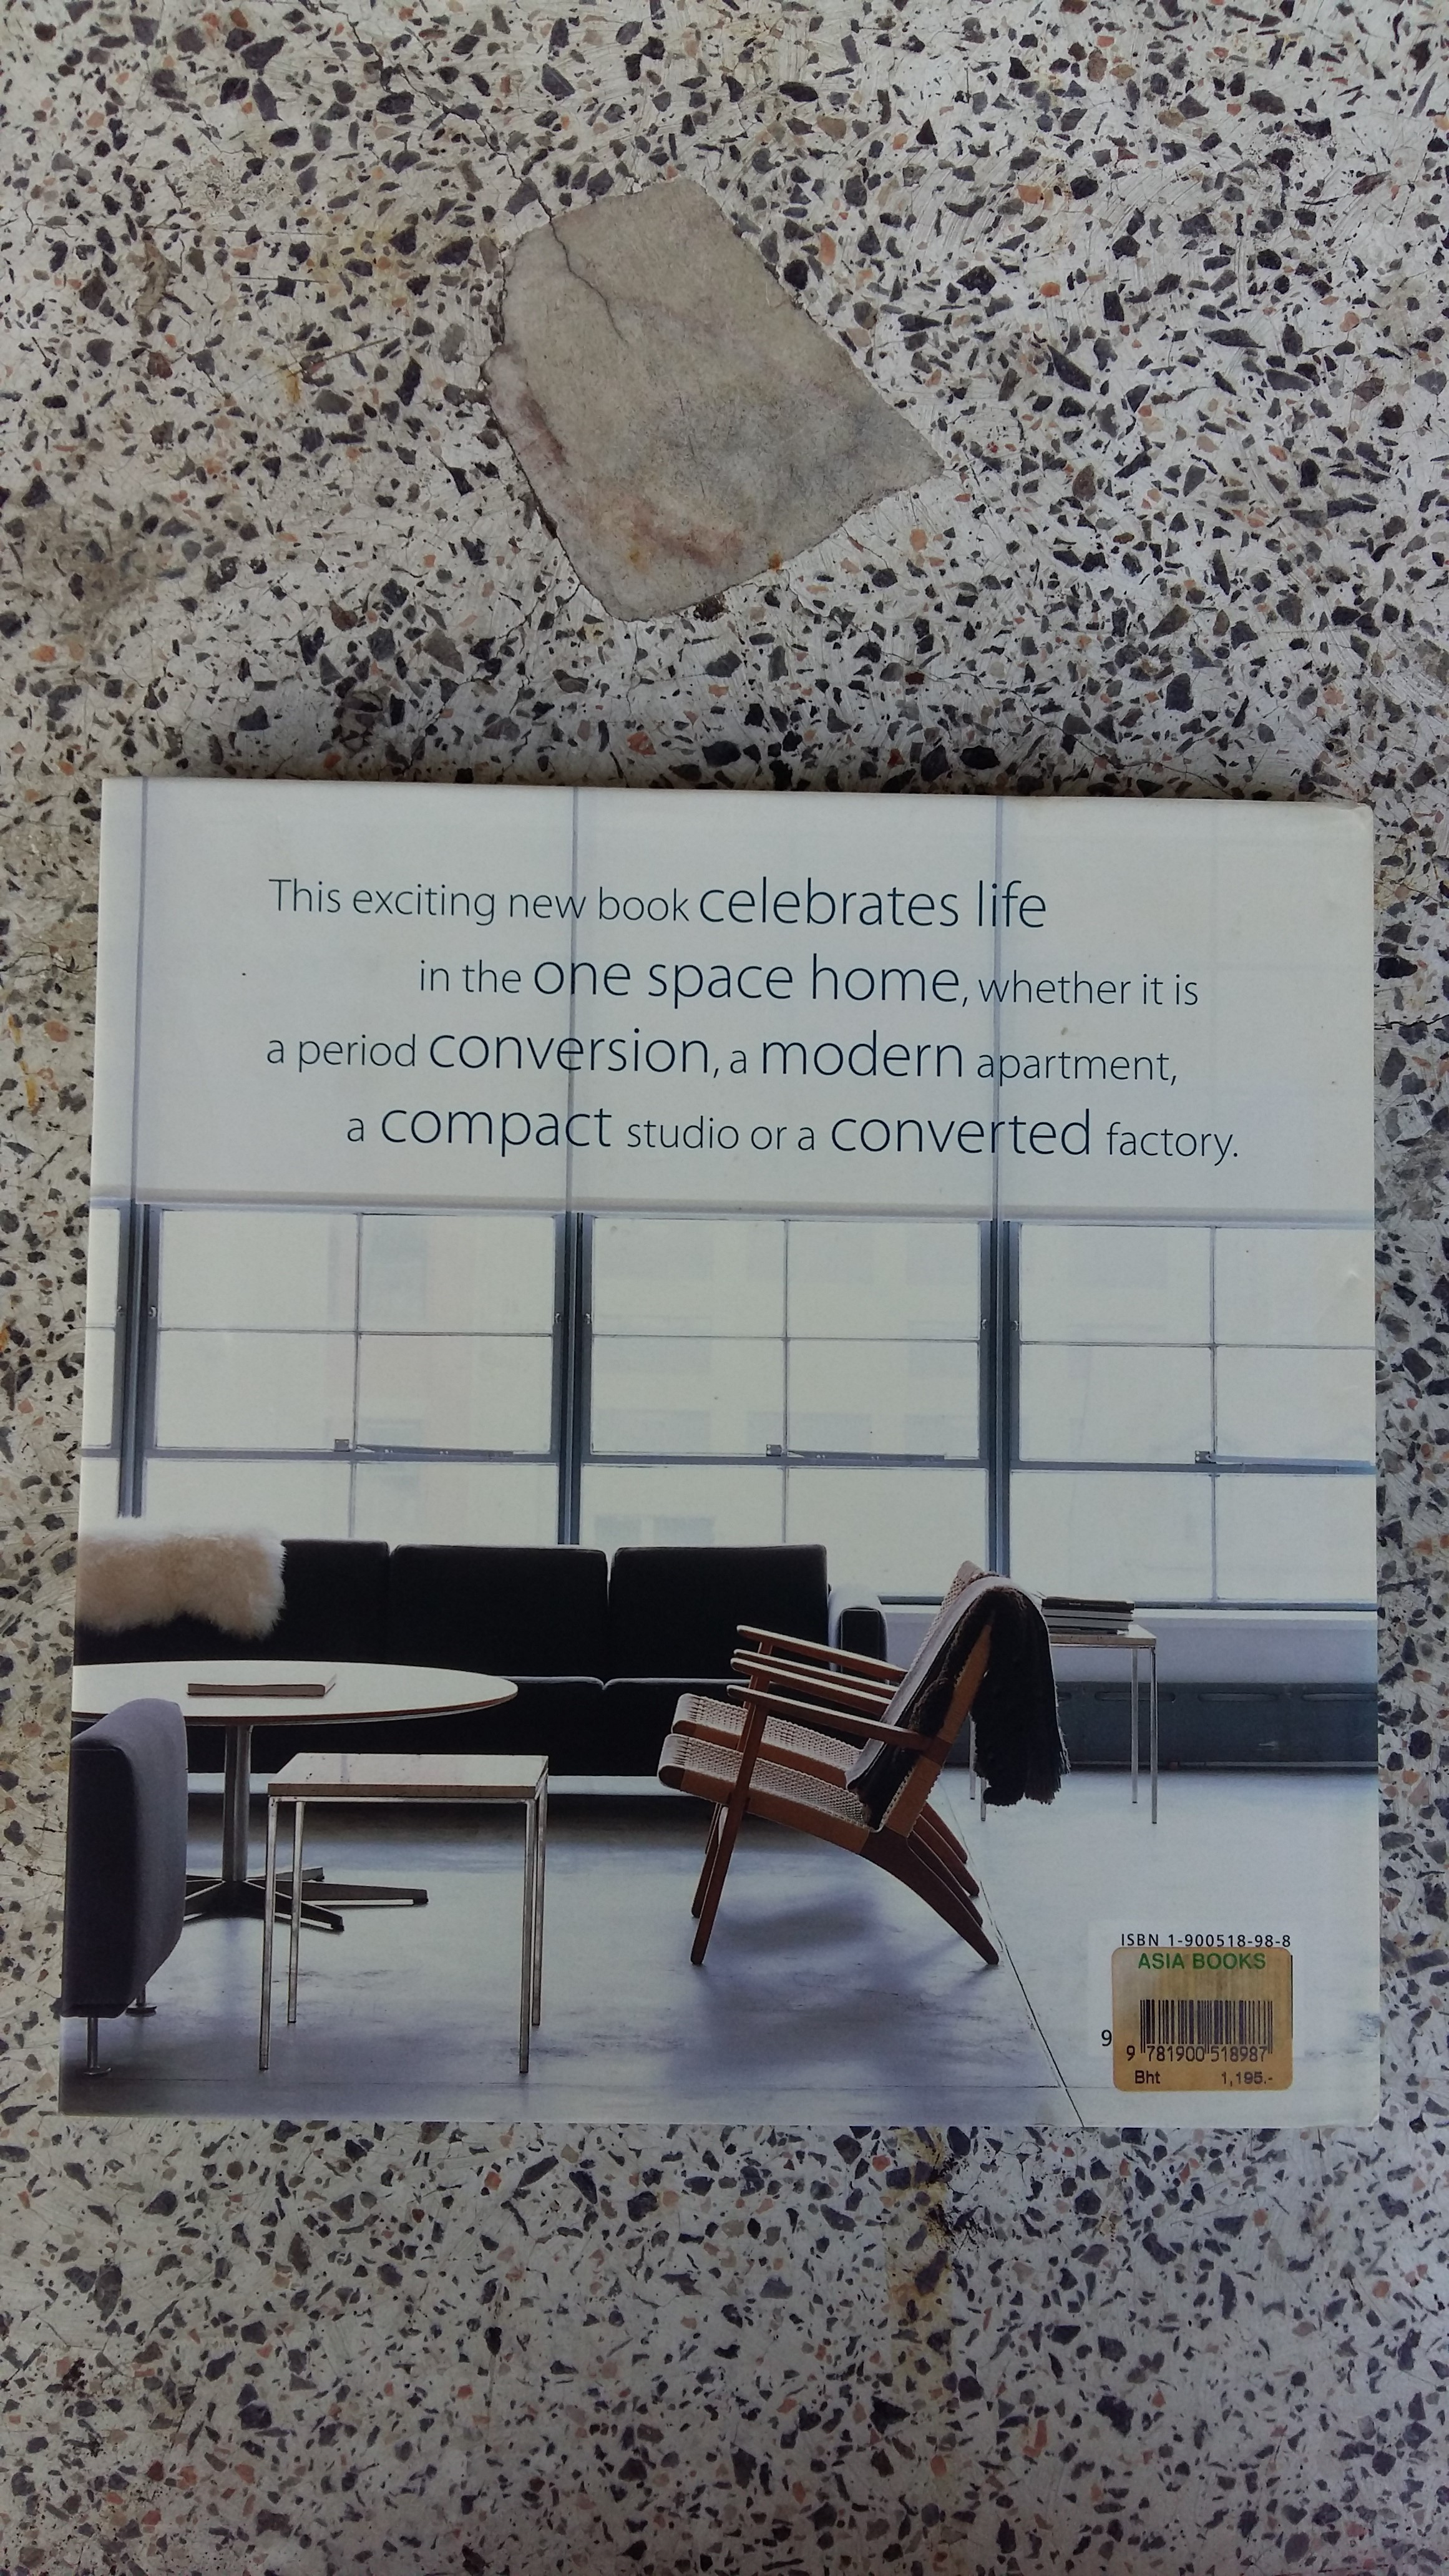 This exciting new book celebrates life
in the one space home, whether it is
a period conversion, a modern apartment,
a compact studio or a converted factory.
ISBN 1-900518-98-8
ASIA BOOKS
9
9 781900 518987
Bht 1,195.-